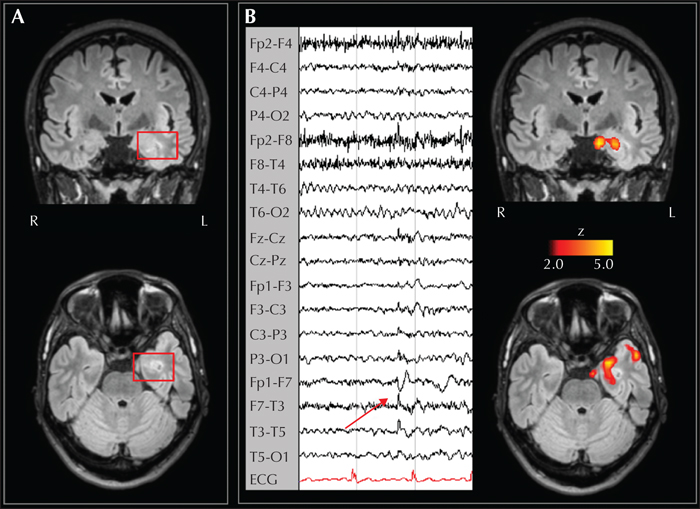 A
R
L
B
Fp2-F4
F4-C4
C4-P4
P4-O2
Fp2-F8
F8-T4
T4-T6
T6-O2
Fz-Cz
Cz-Pz
Fp1-F3
F3-C3
C3-P3
P3-O1
Fp1-F7
F7-T3
T3-T5
T5-O1
ECG
R
L
z
2.0
5.0